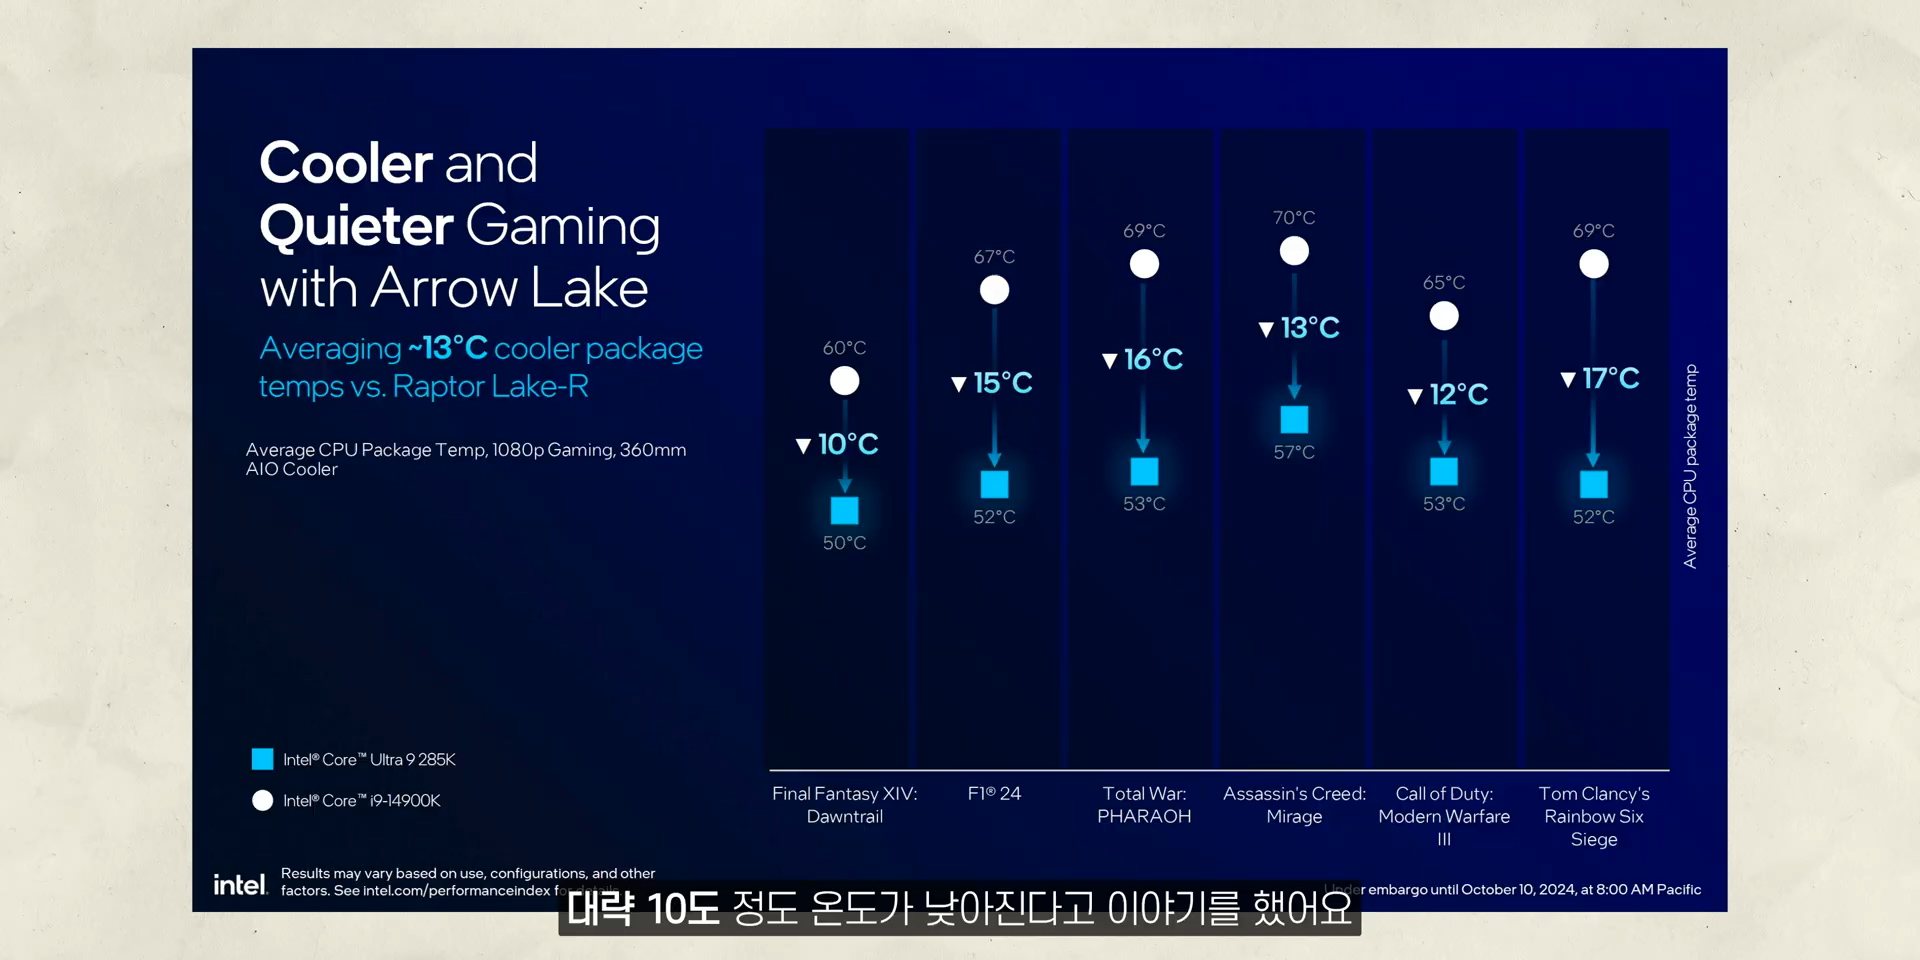 Cooler and
Quieter Gaming
with Arrow Lake
Averaging ~13°C cooler package
temps vs. Raptor Lake-R
Average CPU Package Temp, 1080p Gaming, 360mm
AIO Cooler
Intel® Core™ Ultra 9 285K
Intel® Core™ i9-14900K
60°C
▼ 10°C
50°C
Final Fantasy XIV:
Dawntrail
67°C
▼ 15°C
52°C
F1® 24
69°C
▼ 16°C
53°C
Total War:
PHARAOH
70°C
▼ 13°C
57°C
Assassin's Creed:
Mirage
65°C
▼ 12°C
53°C
Call of Duty:
Modern Warfare
III
69°C
▼ 17°C
52°C
Tom Clancy's
Rainbow Six
Siege
Average CPU package temp
intel.
Results may vary based on use, configurations, and other
factors. See intel.com/performanceindex for details.
Under embargo until October 10, 2024, at 8:00 AM Pacific
대략 10도 정도 온도가 낮아진다고 이야기를 했어요